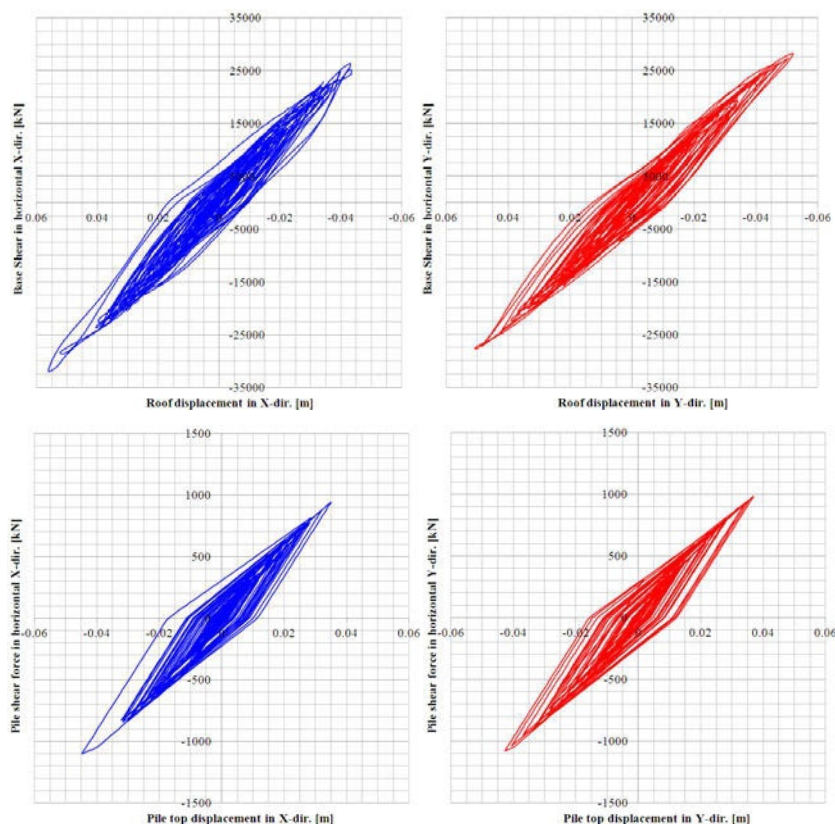 35000
25000
15000
5000
0.06 0.04 0.02 0 -0.02 -0.04 -0.06
-5000
-15000
-25000
-35000
Base Shear in horizontal X-dir. [kN]
Roof displacement in X-dir. [m]
35000
25000
15000
5000
0.06 0.04 0.02 0 -0.02 -0.04 -0.06
-5000
-15000
-25000
-35000
Base Shear in horizontal Y-dir. [kN]
Roof displacement in Y-dir. [m]
1500
1000
500
0
-0.06 -0.04 -0.02 0 0.02 0.04 0.06
-500
-1000
-1500
Pile shear force in horizontal X-dir. [kN]
Pile top displacement in X-dir. [m]
1500
1000
500
0
-0.06 -0.04 -0.02 0 0.02 0.04 0.06
-500
-1000
-1500
Pile shear force in horizontal Y-dir. [kN]
Pile top displacement in Y-dir. [m]